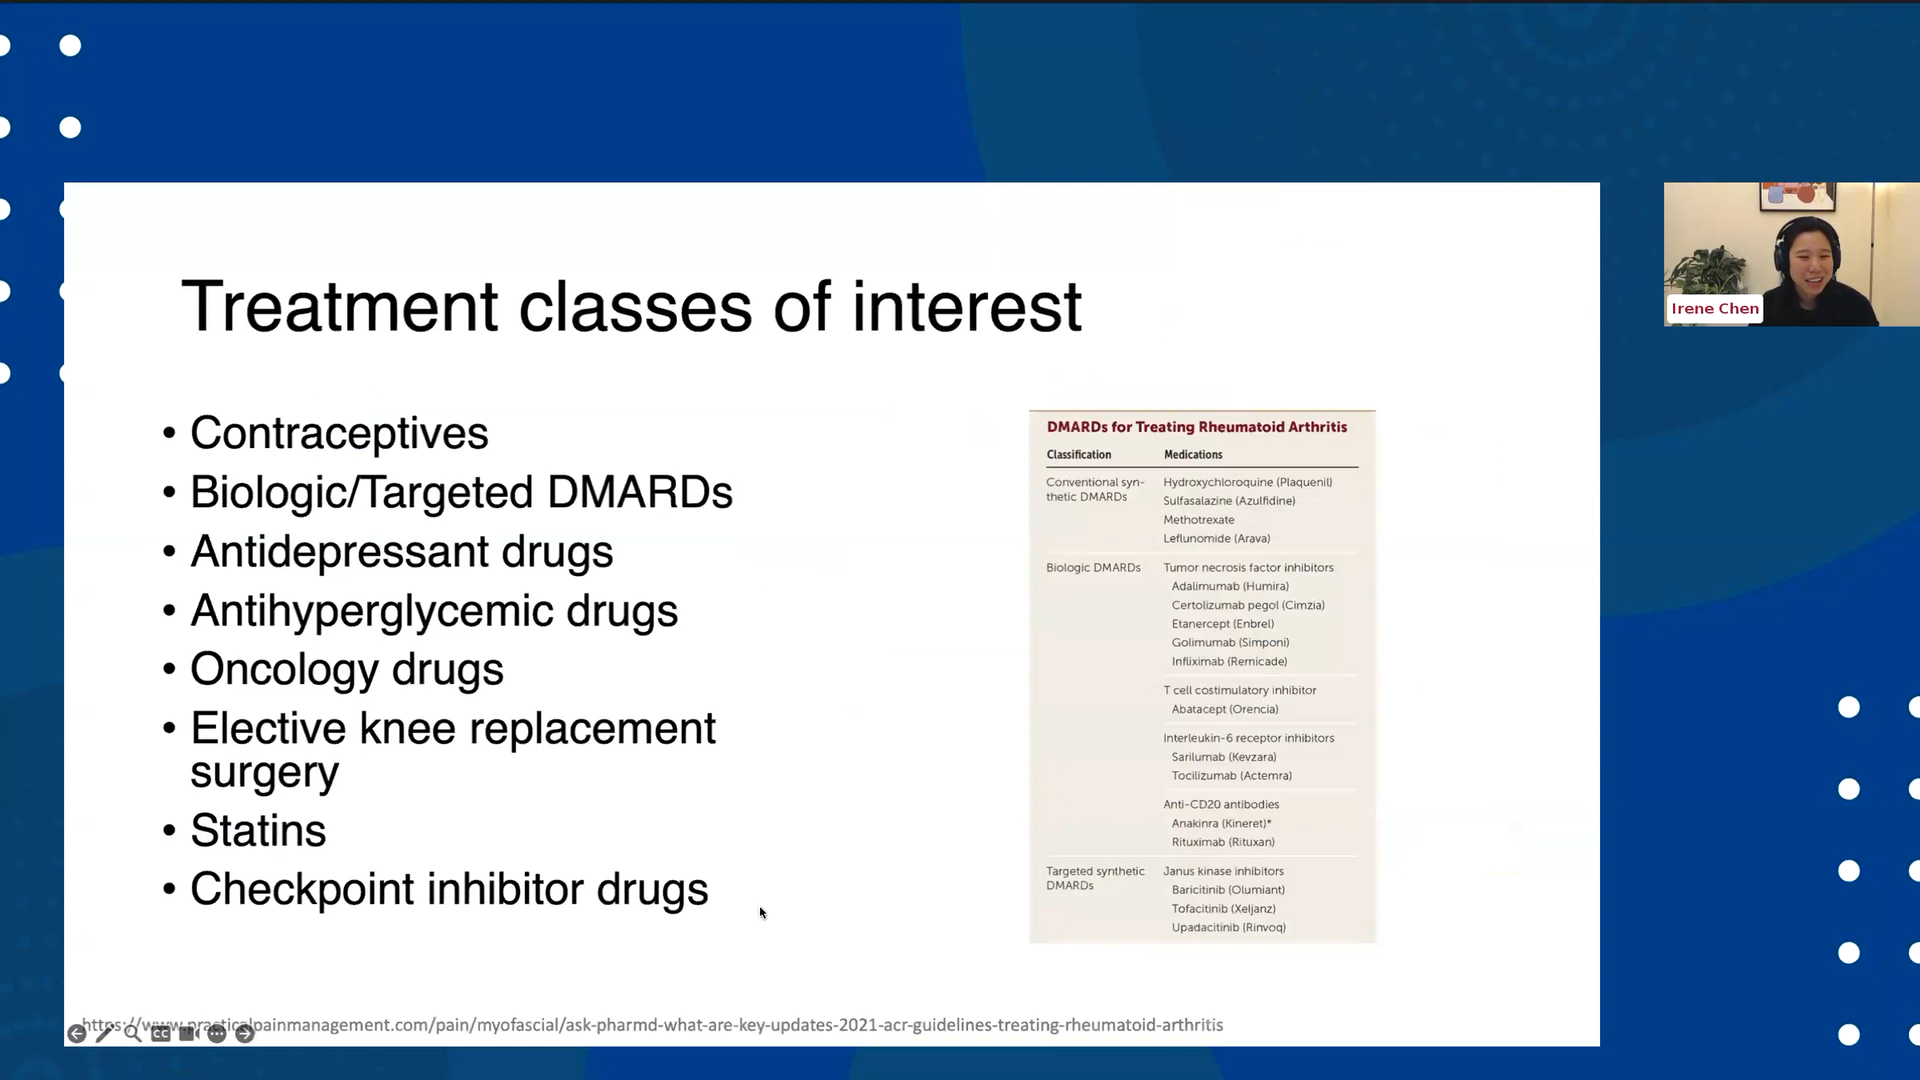 Treatment classes of interest
• Contraceptives
• Biologic/Targeted DMARDs
• Antidepressant drugs
• Antihyperglycemic drugs
• Oncology drugs
• Elective knee replacement
surgery
• Statins
• Checkpoint inhibitor drugs
DMARDs for Treating Rheumatoid Arthritis
Classification Medications
Conventional syn-
thetic DMARDs
Hydroxychloroquine (Plaquenil)
Sulfasalazine (Azulfidine)
Methotrexate
Leflunomide (Arava)
Biologic DMARDs
Tumor necrosis factor inhibitors
Adalimumab (Humira)
Certolizumab pegol (Cimzia)
Etanercept (Enbrel)
Golimumab (Simponi)
Infliximab (Remicade)
T cell costimulatory inhibitor
Abatacept (Orencia)
Interleukin-6 receptor inhibitors
Sarilumab (Kevzara)
Tocilizumab (Actemra)
Anti-CD20 antibodies
Anakinra (Kineret)*
Rituximab (Rituxan)
Targeted synthetic
DMARDs
Janus kinase inhibitors
Baricitinib (Olumiant)
Tofacitinib (Xeljanz)
Upadacitinib (Rinvoq)
https://www.practicalpainmanagement.com/pain/myofascial/ask-pharmd-what-are-key-updates-2021-acr-guidelines-treating-rheumatoid-arthritis
CC
Irene Chen